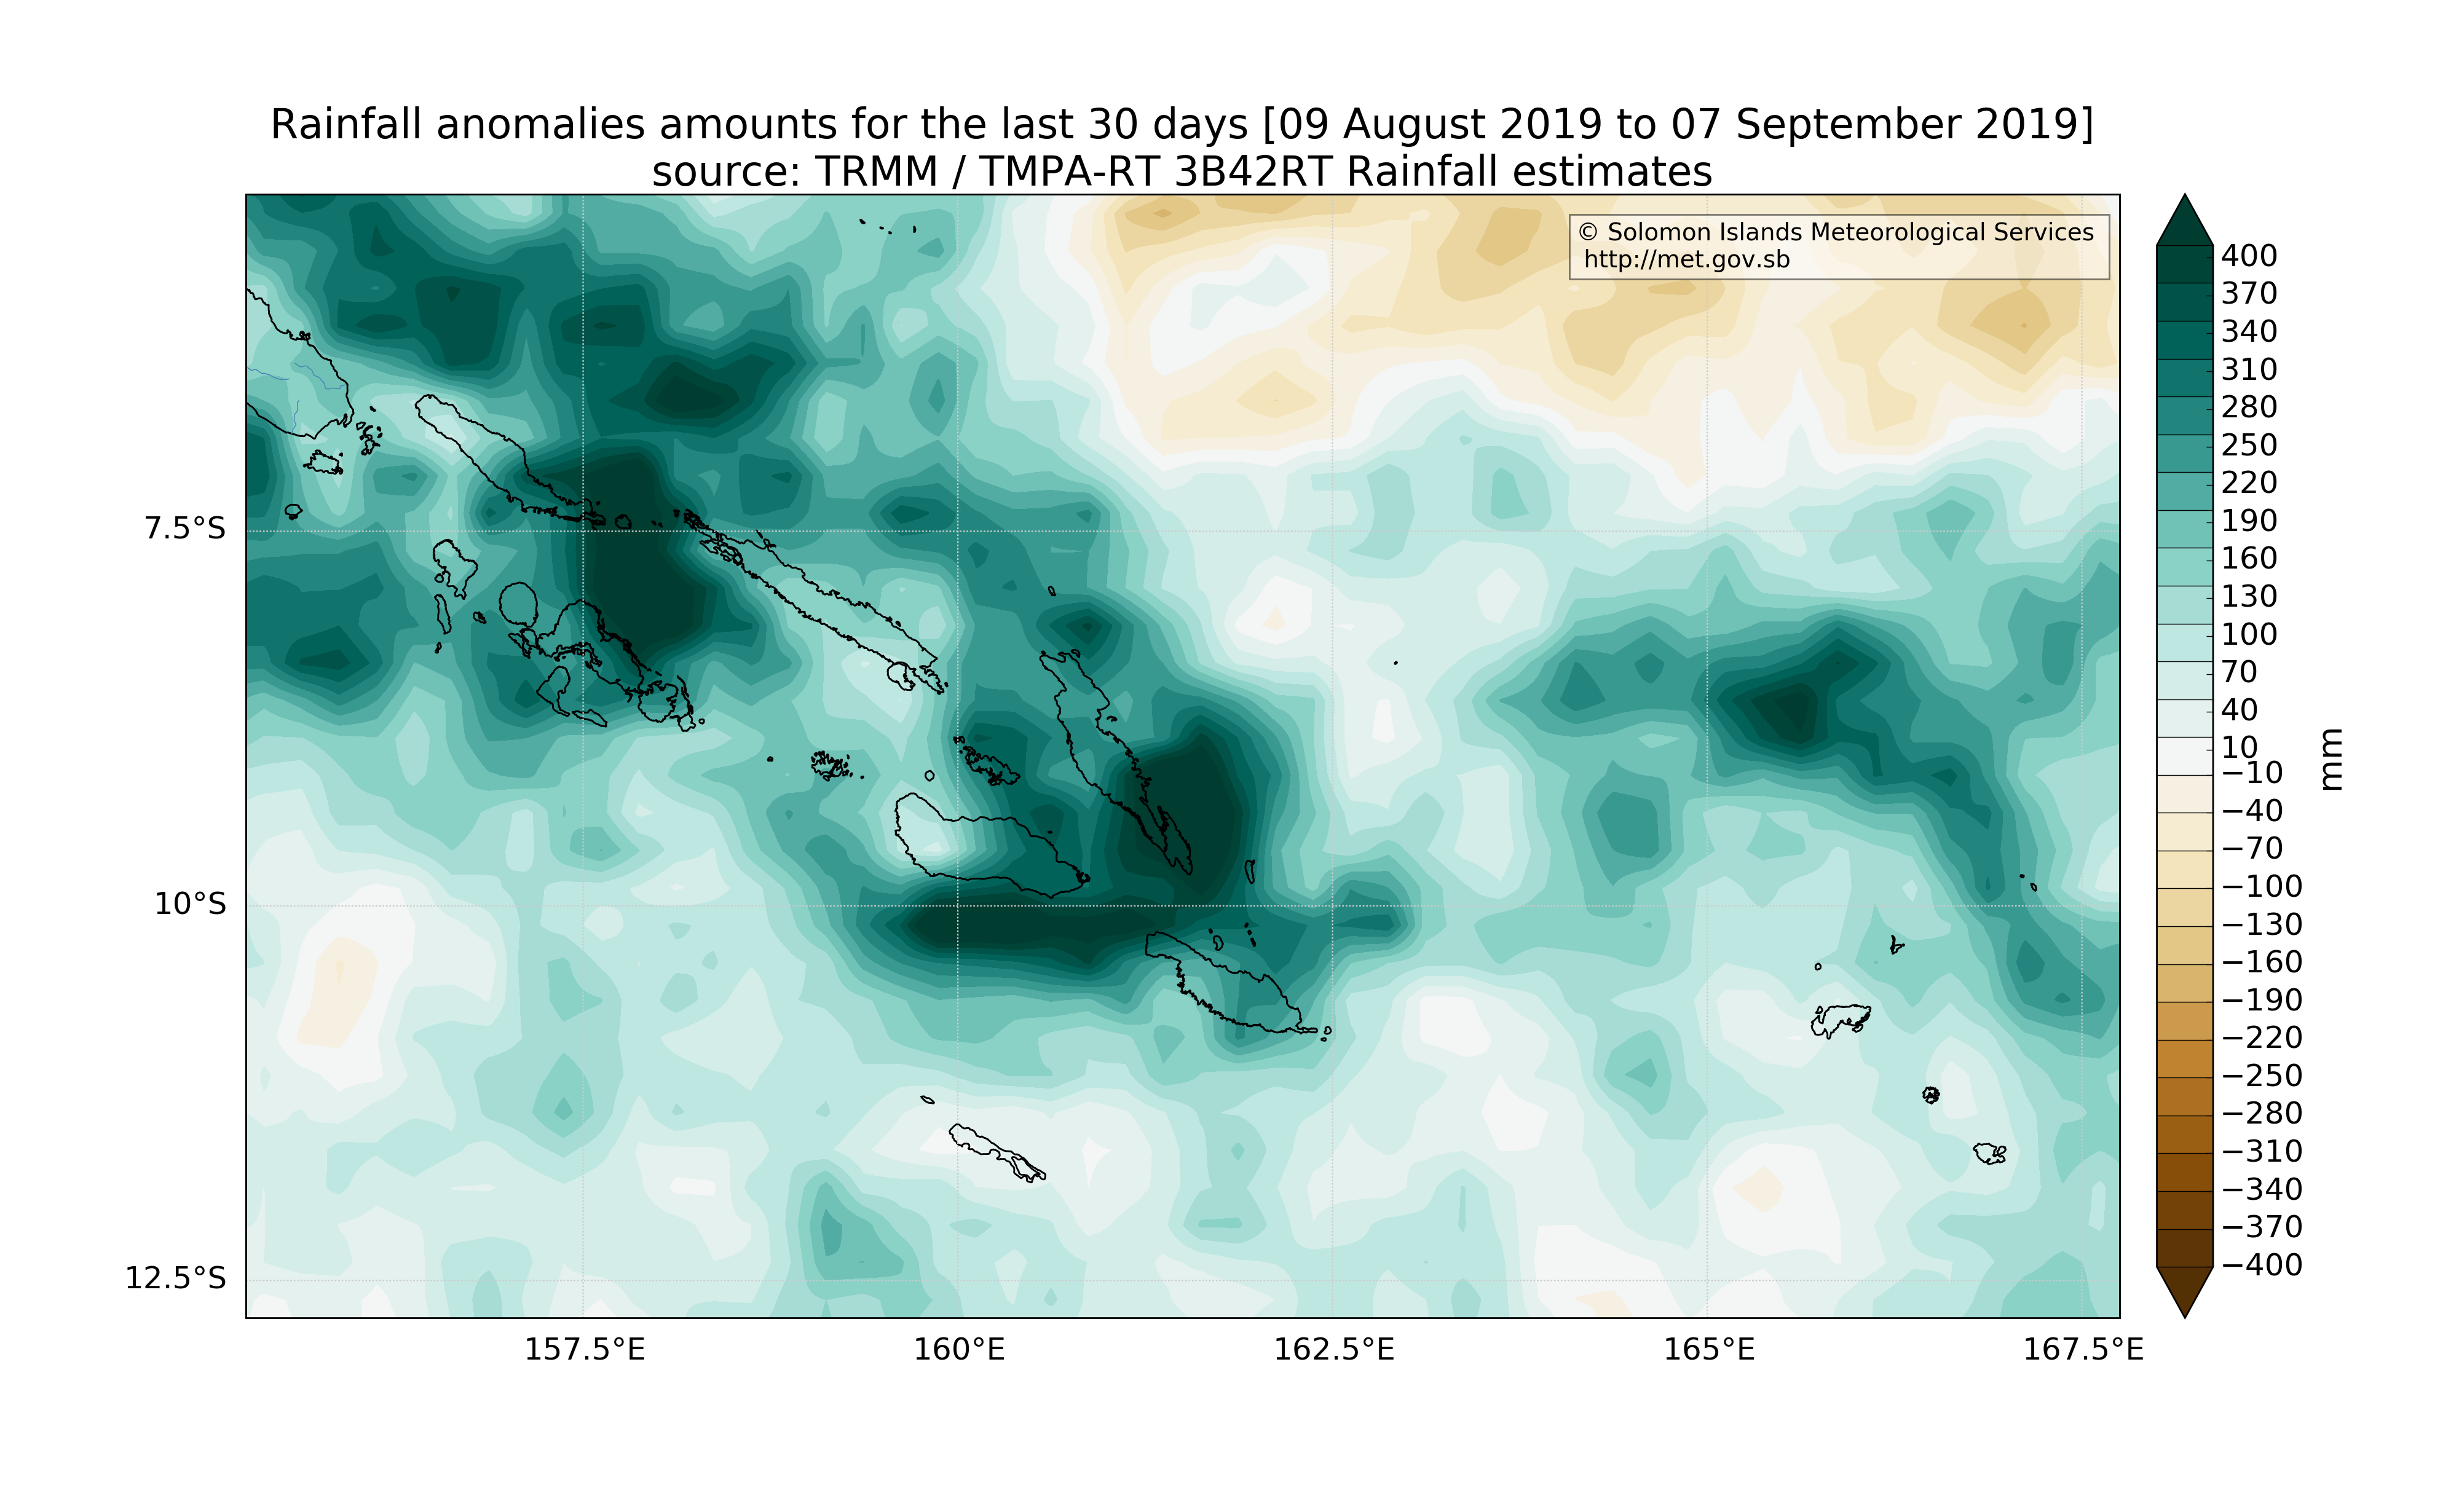 Rainfall anomalies amounts for the last 30 days [09 August 2019 to 07 September 2019]
source: TRMM / TMPA-RT 3B42RT Rainfall estimates
© Solomon Islands Meteorological Services
http://met.gov.sb
7.5°S
10°S
12.5°S
157.5°E
160°E
162.5°E
165°E
167.5°E
400
370
340
310
280
250
220
190
160
130
100
70
40
10
−10
−40
−70
−100
−130
−160
−190
−220
−250
−280
−310
−340
−370
−400
mm